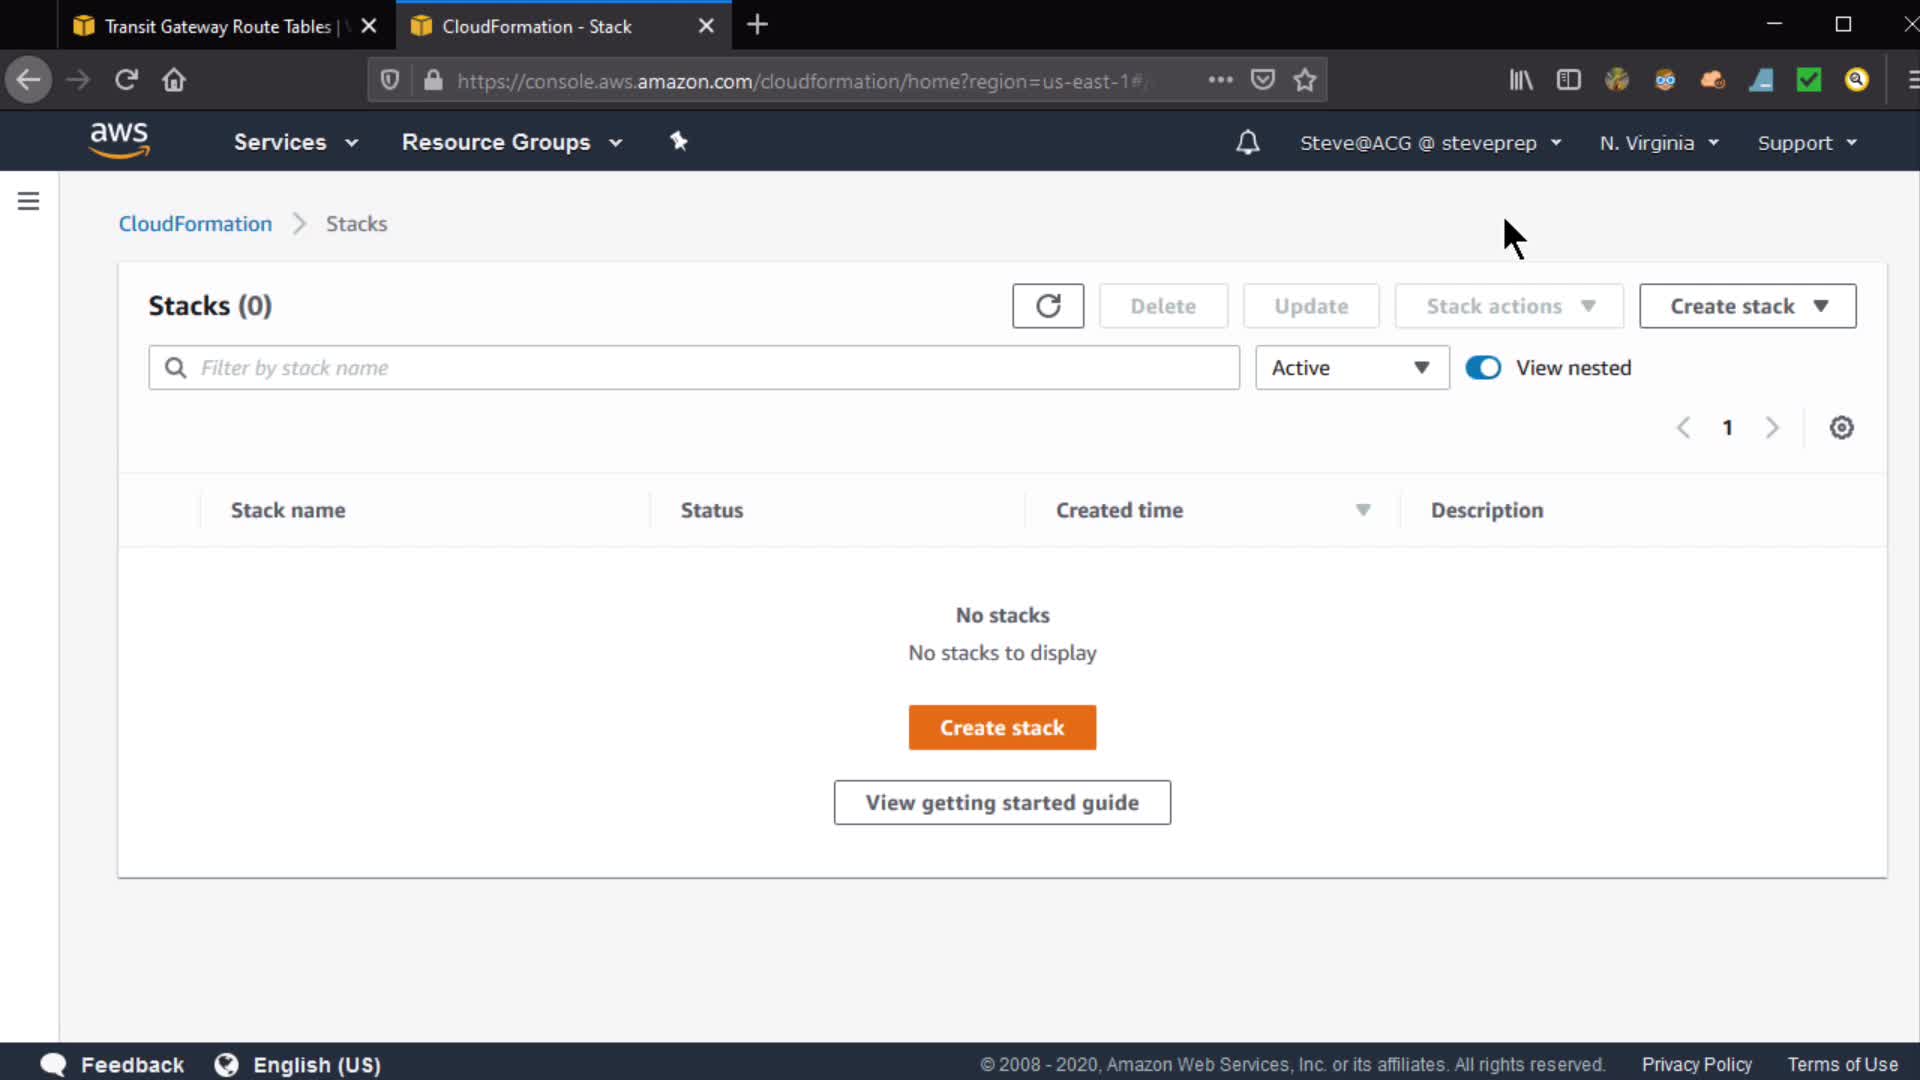 Transit Gateway Route Tables |
CloudFormation - Stack
https://console.aws.amazon.com/cloudformation/home?region=us-east-1#/
aws
Services
Resource Groups
Steve@ACG @ steveprep
N. Virginia
Support
CloudFormation
Stacks
Stacks (0)
Delete
Update
Stack actions
Create stack
Filter by stack name
Active
View nested
1
Stack name
Status
Created time
Description
No stacks
No stacks to display
Create stack
View getting started guide
Feedback
English (US)
© 2008 - 2020, Amazon Web Services, Inc. or its affiliates. All rights reserved.
Privacy Policy
Terms of Use